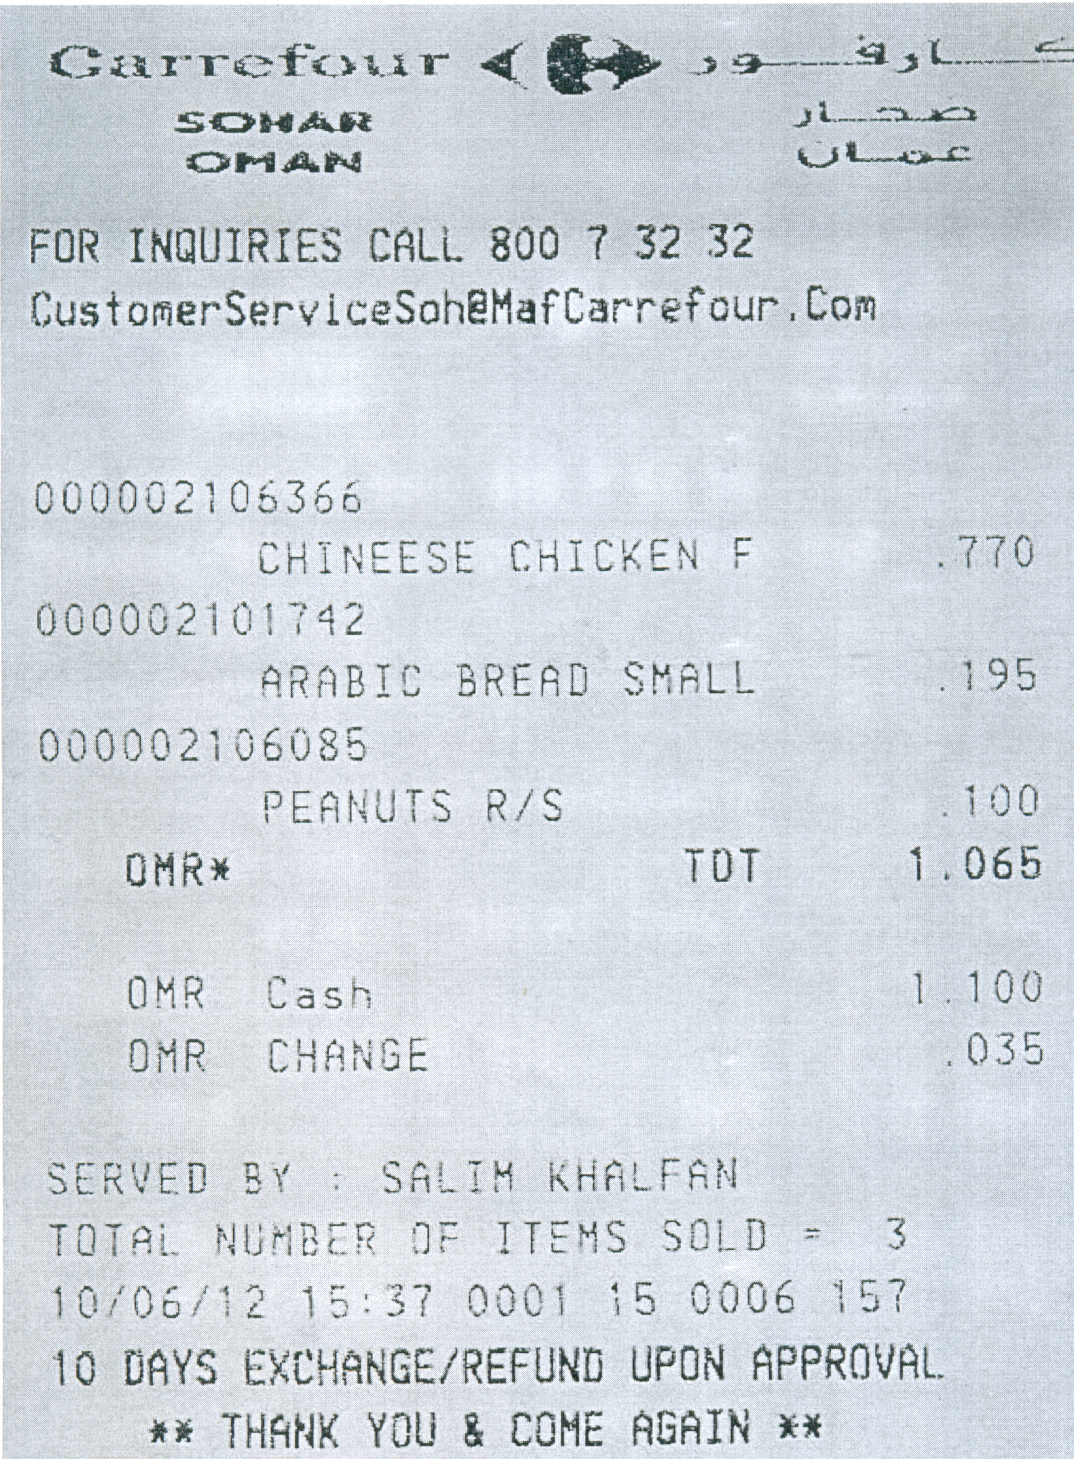 Carrefour كارفور
SOHAR صحار
OMAN عمان
FOR INQUIRIES CALL 800 7 32 32
CustomerServiceSoh@MafCarrefour.Com
000002106366
CHINEESE CHICKEN F .770
000002101742
ARABIC BREAD SMALL .195
000002106085
PEANUTS R/S .100
OMR* TOT 1.065
OMR Cash 1.100
OMR CHANGE .035
SERVED BY : SALIM KHALFAN
TOTAL NUMBER OF ITEMS SOLD = 3
10/06/12 15:37 0001 15 0006 157
10 DAYS EXCHANGE/REFUND UPON APPROVAL
** THANK YOU & COME AGAIN **